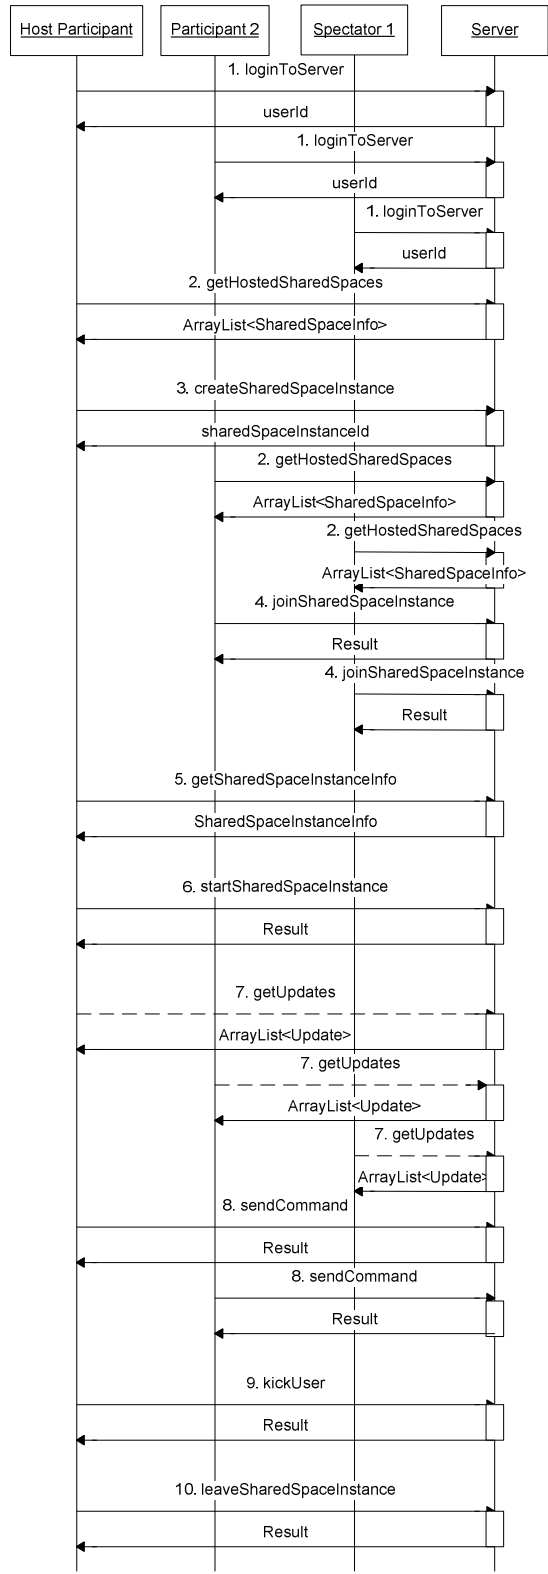 Host Participant
Participant 2
Spectator 1
Server
1. loginToServer
userId
1. loginToServer
userId
1. loginToServer
userId
2. getHostedSharedSpaces
ArrayList<SharedSpaceInfo>
3. createSharedSpaceInstance
sharedSpaceInstanceId
2. getHostedSharedSpaces
ArrayList<SharedSpaceInfo>
2. getHostedSharedSpaces
ArrayList<SharedSpaceInfo>
4. joinSharedSpaceInstance
Result
4. joinSharedSpaceInstance
Result
5. getSharedSpaceInstanceInfo
SharedSpaceInstanceInfo
6. startSharedSpaceInstance
Result
7. getUpdates
ArrayList<Update>
7. getUpdates
ArrayList<Update>
7. getUpdates
ArrayList<Update>
8. sendCommand
Result
8. sendCommand
Result
9. kickUser
Result
10. leaveSharedSpaceInstance
Result